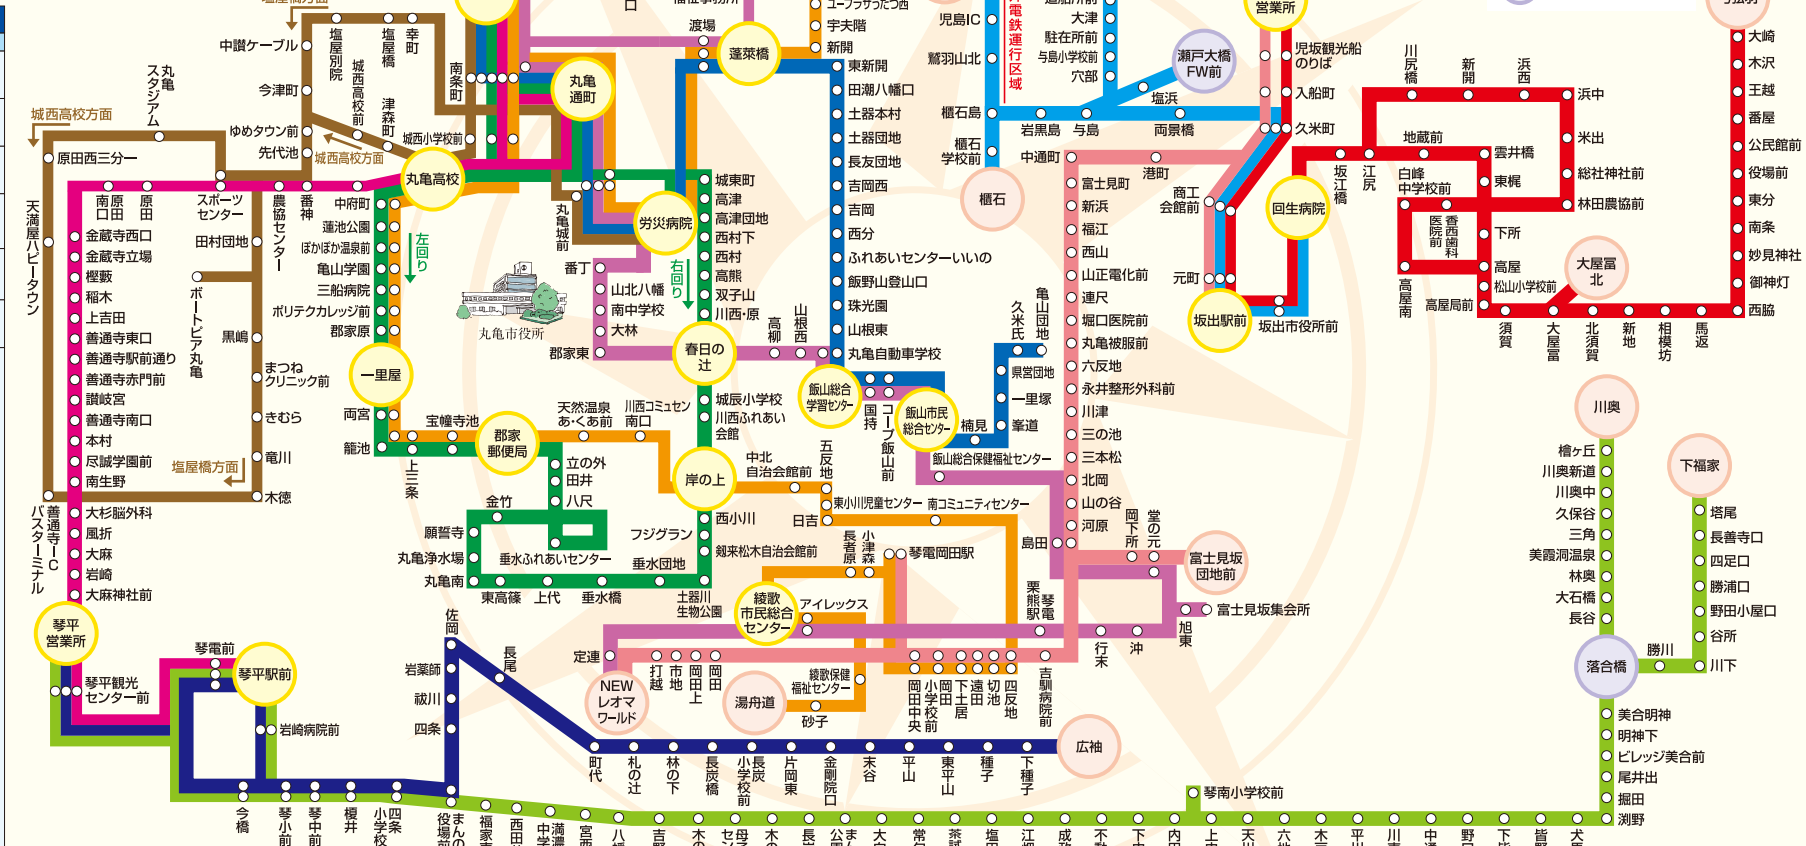 塩屋橋方面
中讃ケーブル
今津町
ゆめタウン前
先代池
塩屋別院
塩屋橋
幸町
城西高校前
津森町
城西小学校前
南条町
城西高校方面
丸亀スタジアム
城西高校方面
原田西三分一
天満屋ハピータウン
南原田口
原田
スポーツ
センター
農協センター
番神
丸亀高校
金蔵寺西口
金蔵寺立場
樫藪
稲木
上吉田
善通寺東口
善通寺駅前通り
善通寺赤門前
讃岐宮
善通寺南口
本村
尽誠学園前
南生野
大杉脳外科
風折
大麻
岩崎
大麻神社前
善通寺IC
バスターミナル
田村団地
ボートピア丸亀
黒嶋
まつね
クリニック前
きむら
竜川
木徳
塩屋橋方面
中府町
蓮池公園
ぽかぽか温泉前
亀山学園
三船病院
ポリテクカレッジ前
郡家原
左回り
一里屋
両宮
籠池
上三条
宝幢寺池
郡家
郵便局
天然温泉
あ・くあ前
川西コミュセン
南口
立の外
田井
八尺
金竹
願誓寺
丸亀浄水場
丸亀南
垂水ふれあいセンター
東高篠
上代
垂水橋
垂水団地
土器川
生物公園
丸亀市役所
丸亀
通町
丸亀城前
労災病院
番丁
山北八幡
南中学校
大林
郡家東
右回り
渡場
蓬莱橋
宇夫階
新開
東新開
田潮八幡口
土器本村
土器団地
長友団地
吉岡西
吉岡
西分
ふれあいセンターいいの
飯野山登山口
珠光園
山根東
丸亀自動車学校
城東町
高津
高津団地
西村下
西村
高熊
双子山
川西・原
春日の
辻
高柳
山根西
城辰小学校
川西ふれあい
会館
岸の上
中北
自治会館前
五反地
東小川児童センター
日吉
南コミュニティセンター
西小川
フジグラン
剱来松木自治会館前
飯山総合
学習センター
国持
コープ飯山前
飯山市民
総合センター
楠見
峯道
一里塚
県営団地
久米氏
亀山団地
飯山総合保健福祉センター
長者原
小津森
琴電岡田駅
綾歌
市民総合
センター
アイレックス
綾歌保健
福祉センター
砂子
湯舟道
定連
NEW
レオマ
ワールド
打越
市地
岡田上
岡田
岡田中央
岡田小学校前
下土居
遠田
切池
四反地
吉馴病院前
栗熊駅
琴電
行末
沖
旭東
富士見坂集会所
富士見坂
団地前
岡下所
堂の元
島田
児島IC
鷲羽山北
櫃石島
櫃石
学校前
櫃石
電鉄運行区域
大津
駐在所前
与島小学校前
穴部
岩黒島
与島
塩浜
両景橋
瀬戸大橋
FW前
営業所
児坂観光船
のりば
入船町
久米町
中通町
港町
富士見町
新浜
福江
西山
山正電化前
連尺
堀口医院前
丸亀被服前
六反地
永井整形外科前
川津
三の池
三本松
北岡
山の谷
河原
商工
会館前
元町
坂出駅前
坂出市役所前
回生病院
坂江橋
江尻
地蔵前
雲井橋
川尻橋
新開
浜西
浜中
米出
総社神社前
林田農協前
東梶
白峰
中学校前
医院前
香西歯科
下所
高屋
高屋南
松山小学校前
高屋局前
須賀
大屋冨
北須賀
新地
相模坊
馬返
大屋冨
北
大崎
木沢
王越
番屋
公民館前
役場前
東分
南条
妙見神社前
御神灯
西脇
川奥
檜ヶ丘
川奥新道
川奥中
久保谷
三角
美霞洞温泉
林奥
大石橋
長谷
落合橋
下福家
塔尾
長善寺口
四足口
勝浦口
野田小屋口
谷所
川下
勝川
美合明神
明神下
ビレッジ美合前
尾井出
堀田
渕野
琴平
営業所
琴平観光
センター前
琴電前
琴平駅前
岩崎病院前
今橋
琴小前
琴中前
榎井
四条小学校
佐岡
岩薬師
祓川
四条
長尾
町代
札の辻
林の下
長炭橋
長炭小学校前
片岡東
金剛院口
末谷
平山
東平山
種子
下種子
広袖
琴南小学校前